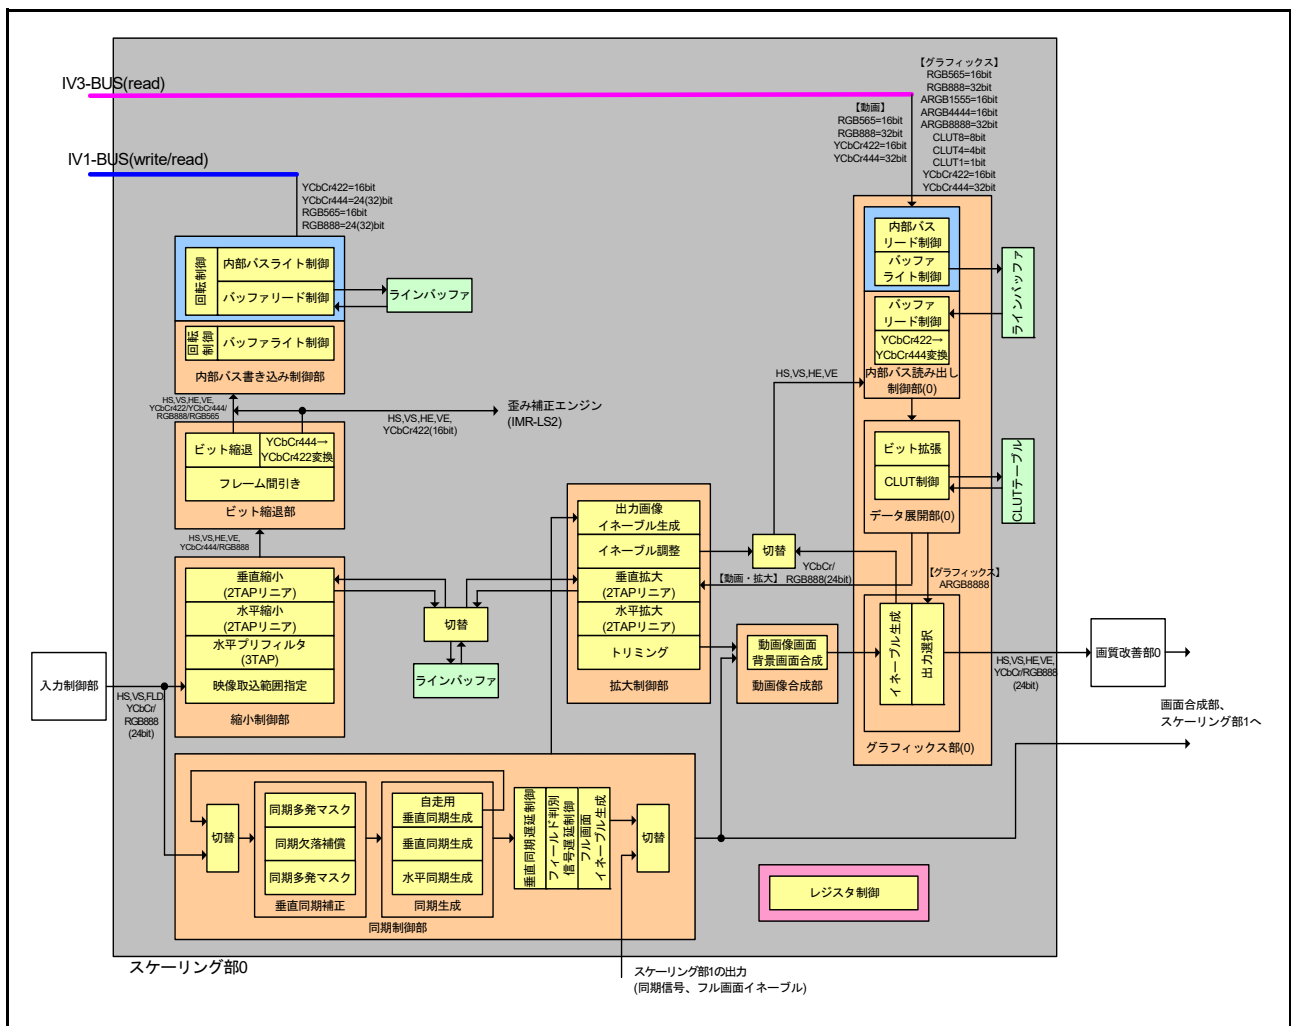 IV3-BUS(read)
IV1-BUS(write/read)
【グラフィックス】
RGB565=16bit
RGB888=32bit
ARGB1555=16bit
ARGB4444=16bit
ARGB8888=32bit
CLUT8=8bit
CLUT4=4bit
CLUT1=1bit
YCbCr422=16bit
YCbCr444=32bit
【動画】
RGB565=16bit
RGB888=32bit
YCbCr422=16bit
YCbCr444=32bit
YCbCr422=16bit
YCbCr444=24(32)bit
RGB565=16bit
RGB888=24(32)bit
回転制御
内部バスライト制御
バッファリード制御
ラインバッファ
回転
制御
バッファライト制御
内部バス書き込み制御部
HS,VS,HE,VE,
YCbCr422/YCbCr444/
RGB888/RGB565
HS,VS,HE,VE,
YCbCr422(16bit)
歪み補正エンジン
(IMR-LS2)
ビット縮退
YCbCr444→
YCbCr422変換
フレーム間引き
ビット縮退部
HS,VS,HE,VE,
YCbCr444/RGB888
垂直縮小
(2TAPリニア)
水平縮小
(2TAPリニア)
水平プリフィルタ
(3TAP)
映像取込範囲指定
縮小制御部
入力制御部
HS,VS,FLD
YCbCr/
RGB888
(24bit)
切替
ラインバッファ
出力画像
イネーブル生成
イネーブル調整
垂直拡大
(2TAPリニア)
水平拡大
(2TAPリニア)
トリミング
拡大制御部
切替
HS,VS,HE,VE
YCbCr/
RGB888(24bit)
【動画・拡大】
動画像画面
背景画面合成
動画像合成部
内部バス
リード制御
バッファ
ライト制御
バッファ
リード制御
YCbCr422→
YCbCr444変換
内部バス読み出し
制御部(0)
ラインバッファ
ビット拡張
CLUT制御
データ展開部(0)
CLUTテーブル
【グラフィックス】
ARGB8888
イネーブル生成
出力選択
グラフィックス部(0)
HS,VS,HE,VE,
YCbCr/RGB888
(24bit)
画質改善部0
画面合成部、
スケーリング部1へ
切替
同期多発マスク
同期欠落補償
同期多発マスク
垂直同期補正
自走用
垂直同期生成
垂直同期生成
水平同期生成
同期生成
垂直同期遅延制御
フィールド判別
信号遅延制御
フル画面
イネーブル生成
切替
同期制御部
レジスタ制御
スケーリング部0
スケーリング部1の出力
(同期信号、フル画面イネーブル)